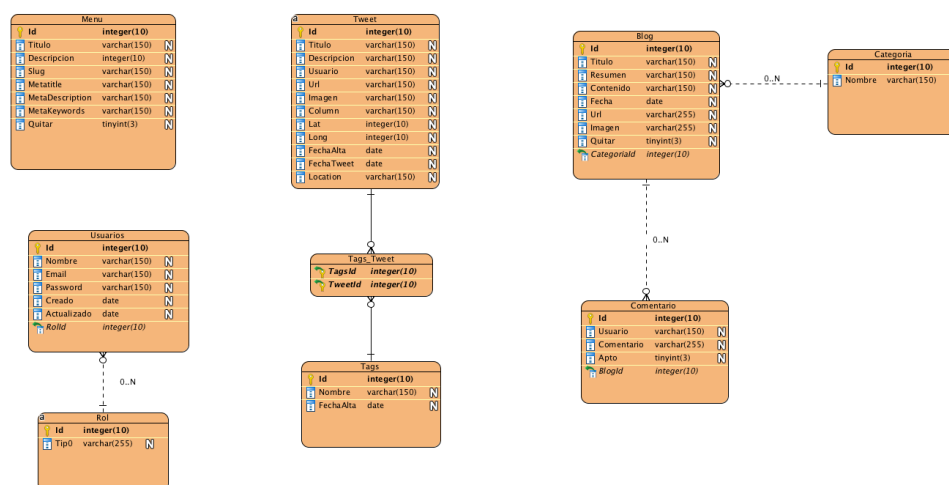 Menu
Id integer(10)
Titulo varchar(150) N
Descripcion integer(10) N
Slug varchar(150) N
Metatitle varchar(150) N
MetaDescription varchar(150) N
MetaKeywords varchar(150) N
Quitar tinyint(3) N
a Tweet
Id integer(10)
Titulo varchar(150) N
Descripcion varchar(150) N
Usuario varchar(150) N
Url varchar(150) N
Imagen varchar(150) N
Column varchar(150) N
Lat integer(10) N
Long integer(10) N
FechaAlta date N
FechaTweet date N
Location varchar(150) N
Blog
Id integer(10)
Titulo varchar(150) N
Resumen varchar(150) N
Contenido varchar(150) N
Fecha date N
Url varchar(255) N
Imagen varchar(255) N
Quitar tinyint(3) N
CategoriaId integer(10)
0..N
Categoria
Id integer(10)
Nombre varchar(150) N
Usuarios
Id integer(10)
Nombre varchar(150) N
Email varchar(150) N
Password varchar(150) N
Creado date N
Actualizado date N
RolId integer(10)
0..N
Tags_Tweet
TagsId integer(10)
TweetId integer(10)
0..N
Comentario
Id integer(10)
Usuario varchar(150) N
Comentario varchar(255) N
Apto tinyint(3) N
BlogId integer(10)
Tags
Id integer(10)
Nombre varchar(150) N
FechaAlta date N
a Rol
Id integer(10)
Tip0 varchar(255) N